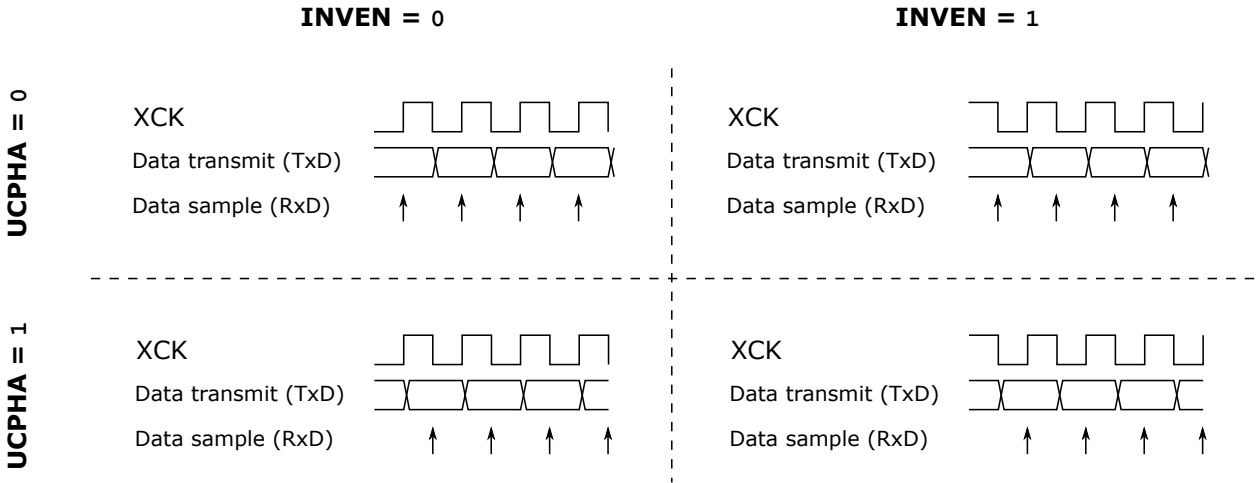 INVEN = 0
INVEN = 1
UCPHA = 0
XCK
Data transmit (TxD)
Data sample (RxD)
XCK
Data transmit (TxD)
Data sample (RxD)
UCPHA = 1
XCK
Data transmit (TxD)
Data sample (RxD)
XCK
Data transmit (TxD)
Data sample (RxD)